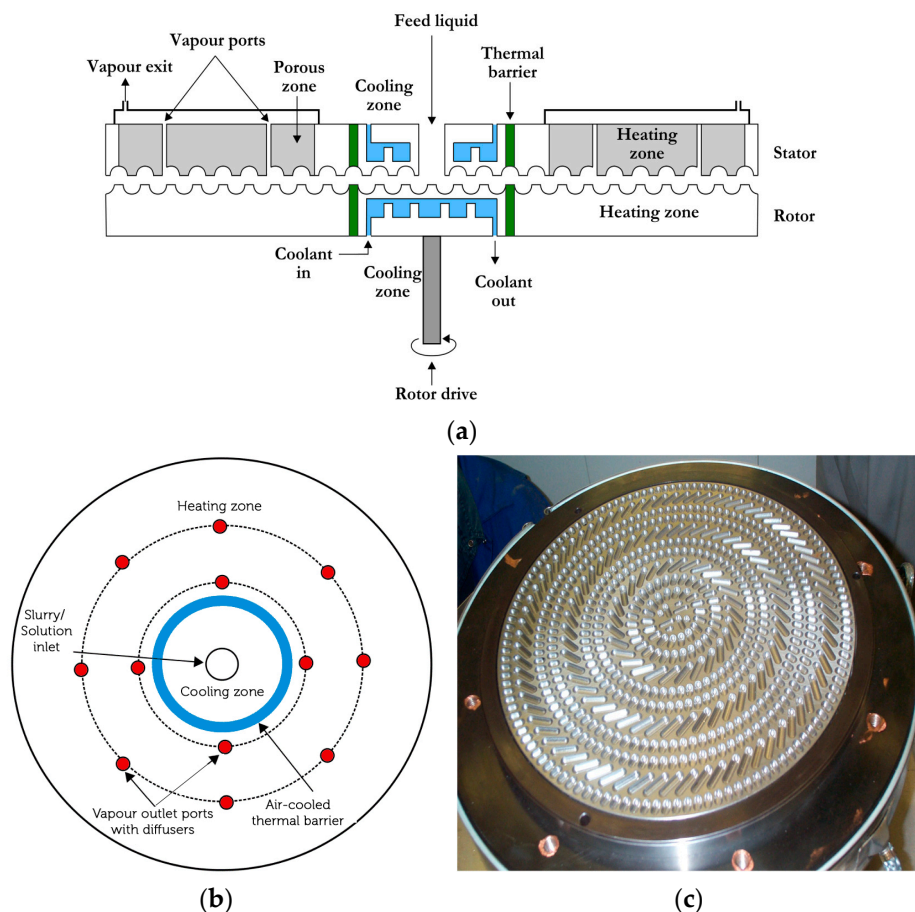 Feed liquid
Vapour ports
Thermal
barrier
Vapour exit
Porous
zone
Cooling
zone
Heating
zone
Stator
Heating zone
Rotor
Coolant
in
Cooling
zone
Coolant
out
Rotor drive
(a)
Heating zone
Slurry/
Solution
inlet
Cooling zone
Vapour outlet ports
with diffusers
Air-cooled
thermal barrier
(b)
(c)